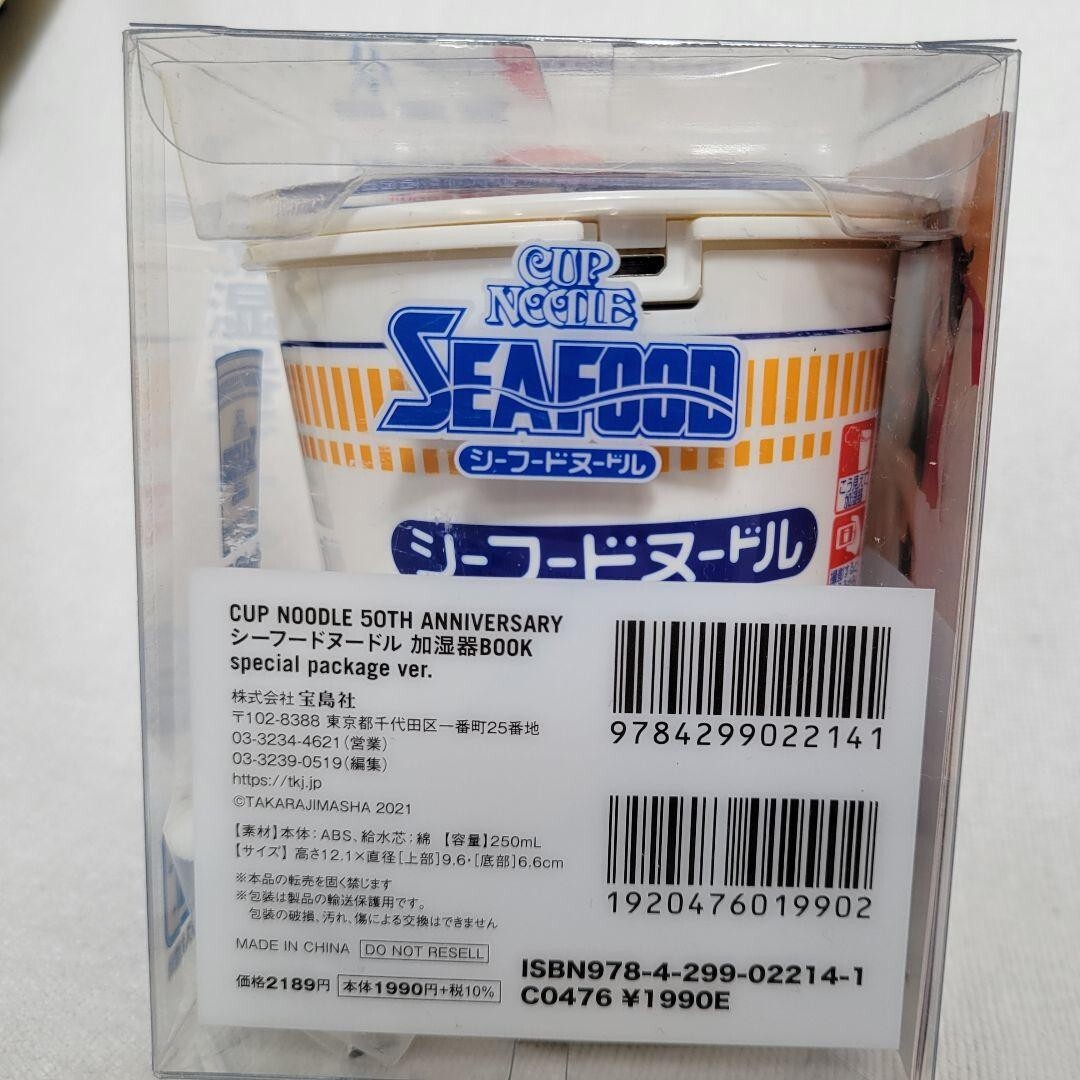 CUP
NOODLE
SEAFOOD
シーフードヌードル
シーフードヌードル
こう見えて
加湿器
CUP NOODLE 50TH ANNIVERSARY
シーフードヌードル 加湿器BOOK
special package ver.
株式会社 宝島社
〒102-8388 東京都千代田区一番町25番地
03-3234-4621(営業)
03-3239-0519(編集)
https://tkj.jp
©TAKARAJIMASHA 2021
【素材】本体:ABS、給水芯:綿 【容量】250mL
【サイズ】 高さ12.1×直径[上部]9.6・[底部]6.6cm
※本品の転売を固く禁じます
※包装は製品の輸送保護用です。
包装の破損、汚れ、傷による交換はできません
MADE IN CHINA DO NOT RESELL
価格2189円 本体1990円+税10%
9784299022141
1920476019902
ISBN978-4-299-02214-1
C0476 ¥1990E